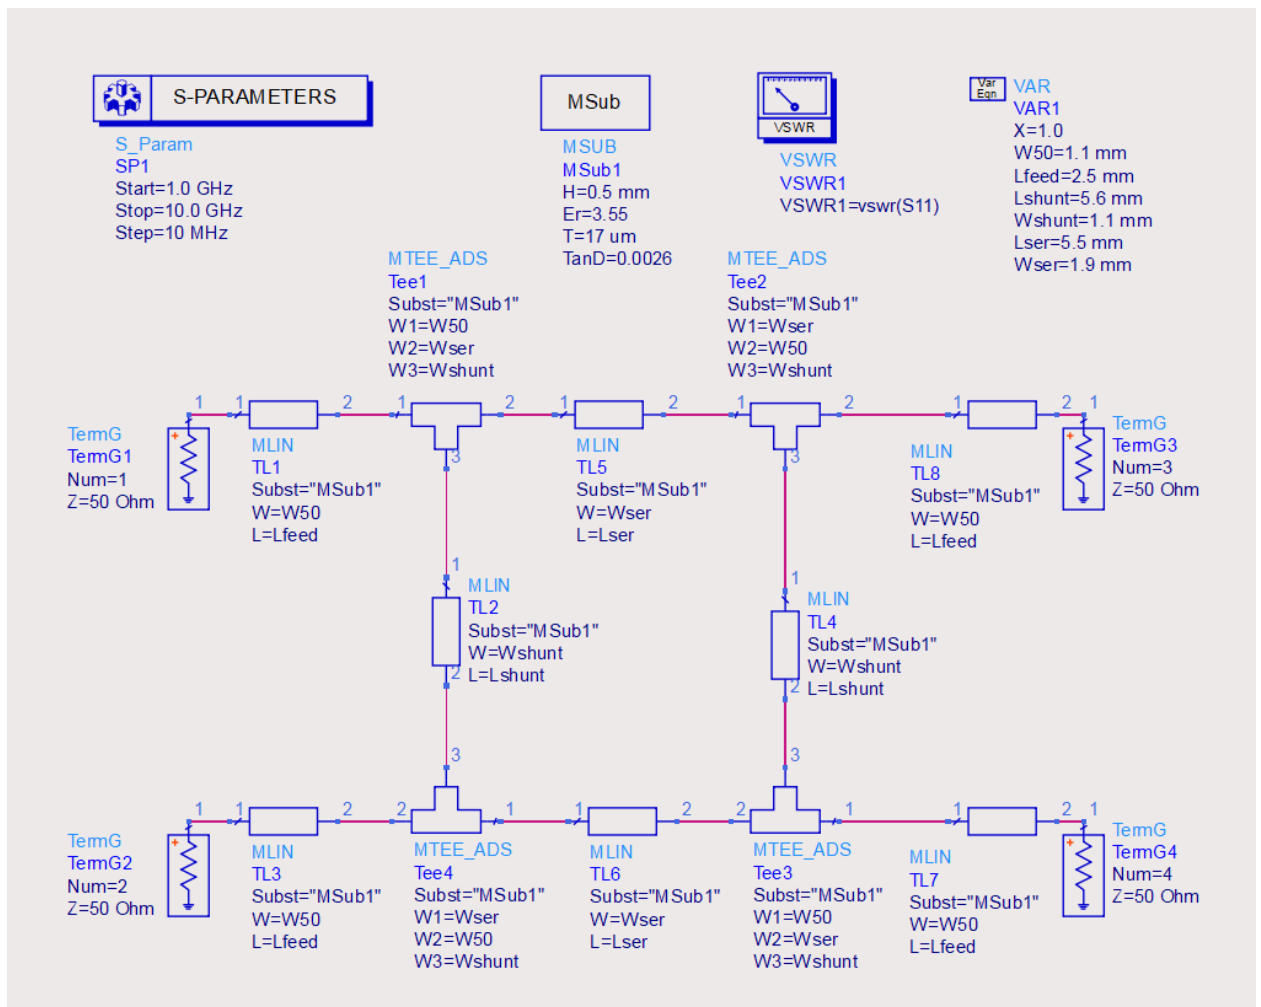 S-PARAMETERS
S_Param
SP1
Start=1.0 GHz
Stop=10.0 GHz
Step=10 MHz
MSub
MSUB
MSub1
H=0.5 mm
Er=3.55
T=17 um
TanD=0.0026
VSWR
VSWR
VSWR1
VSWR1=vswr(S11)
Var
Eqn
VAR
VAR1
X=1.0
W50=1.1 mm
Lfeed=2.5 mm
Lshunt=5.6 mm
Wshunt=1.1 mm
Lser=5.5 mm
Wser=1.9 mm
MTEE_ADS
Tee1
Subst="MSub1"
W1=W50
W2=Wser
W3=Wshunt
MTEE_ADS
Tee2
Subst="MSub1"
W1=Wser
W2=W50
W3=Wshunt
1 1 2 1 2 1 2 1 2 1 2 1
TermG
TermG1
Num=1
Z=50 Ohm
MLIN
TL1
Subst="MSub1"
W=W50
L=Lfeed
3
MLIN
TL5
Subst="MSub1"
W=Wser
L=Lser
3
MLIN
TL8
Subst="MSub1"
W=W50
L=Lfeed
TermG
TermG3
Num=3
Z=50 Ohm
1
MLIN
TL2
Subst="MSub1"
W=Wshunt
L=Lshunt
2
1
MLIN
TL4
Subst="MSub1"
W=Wshunt
L=Lshunt
2
3
3
1 1 2 2 1 1 2 2 1 1 2 1
TermG
TermG2
Num=2
Z=50 Ohm
MLIN
TL3
Subst="MSub1"
W=W50
L=Lfeed
MTEE_ADS
Tee4
Subst="MSub1"
W1=Wser
W2=W50
W3=Wshunt
MLIN
TL6
Subst="MSub1"
W=Wser
L=Lser
MTEE_ADS
Tee3
Subst="MSub1"
W1=W50
W2=Wser
W3=Wshunt
MLIN
TL7
Subst="MSub1"
W=W50
L=Lfeed
TermG
TermG4
Num=4
Z=50 Ohm